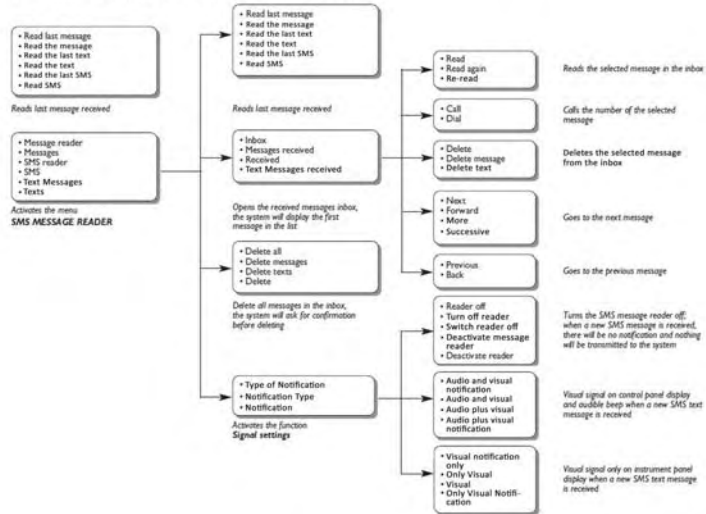 • Read last message
• Read the message
• Read the last text
• Read the text
• Read the last SMS
• Read SMS
Reads last message received
• Message reader
• Messages
• SMS reader
• SMS
• Text Messages
• Texts
Activates the menu
SMS MESSAGE READER
• Read last message
• Read the message
• Read the last text
• Read the text
• Read the last SMS
• Read SMS
Reads last message received
• Inbox
• Messages received
• Received
• Text Messages received
Opens the received messages inbox,
the system will display the first
message in the list
• Delete all
• Delete messages
• Delete texts
• Delete
Delete all messages in the inbox,
the system will ask for confirmation
before deleting
• Type of Notification
• Notification Type
• Notification
Activates the function
Signal settings
• Read
• Read again
• Re-read
Reads the selected message in the inbox
• Call
• Dial
Calls the number of the selected
message
• Delete
• Delete message
• Delete text
Deletes the selected message
from the inbox
• Next
• Forward
• More
• Successive
Goes to the next message
• Previous
• Back
Goes to the previous message
• Reader off
• Turn off reader
• Switch reader off
• Deactivate message
reader
• Deactivate reader
Turns the SMS message reader off;
when a new SMS message is received,
there will be no notification and nothing
will be transmitted to the system
• Audio and visual
notification
• Audio and visual
• Audio plus visual
• Audio plus visual
notification
Visual signal on control panel display
and audible beep when a new SMS text
message is received
• Visual notification
only
• Only Visual
• Visual
• Only Visual Notifi-
cation
Visual signal only on instrument panel
display when a new SMS text message
is received